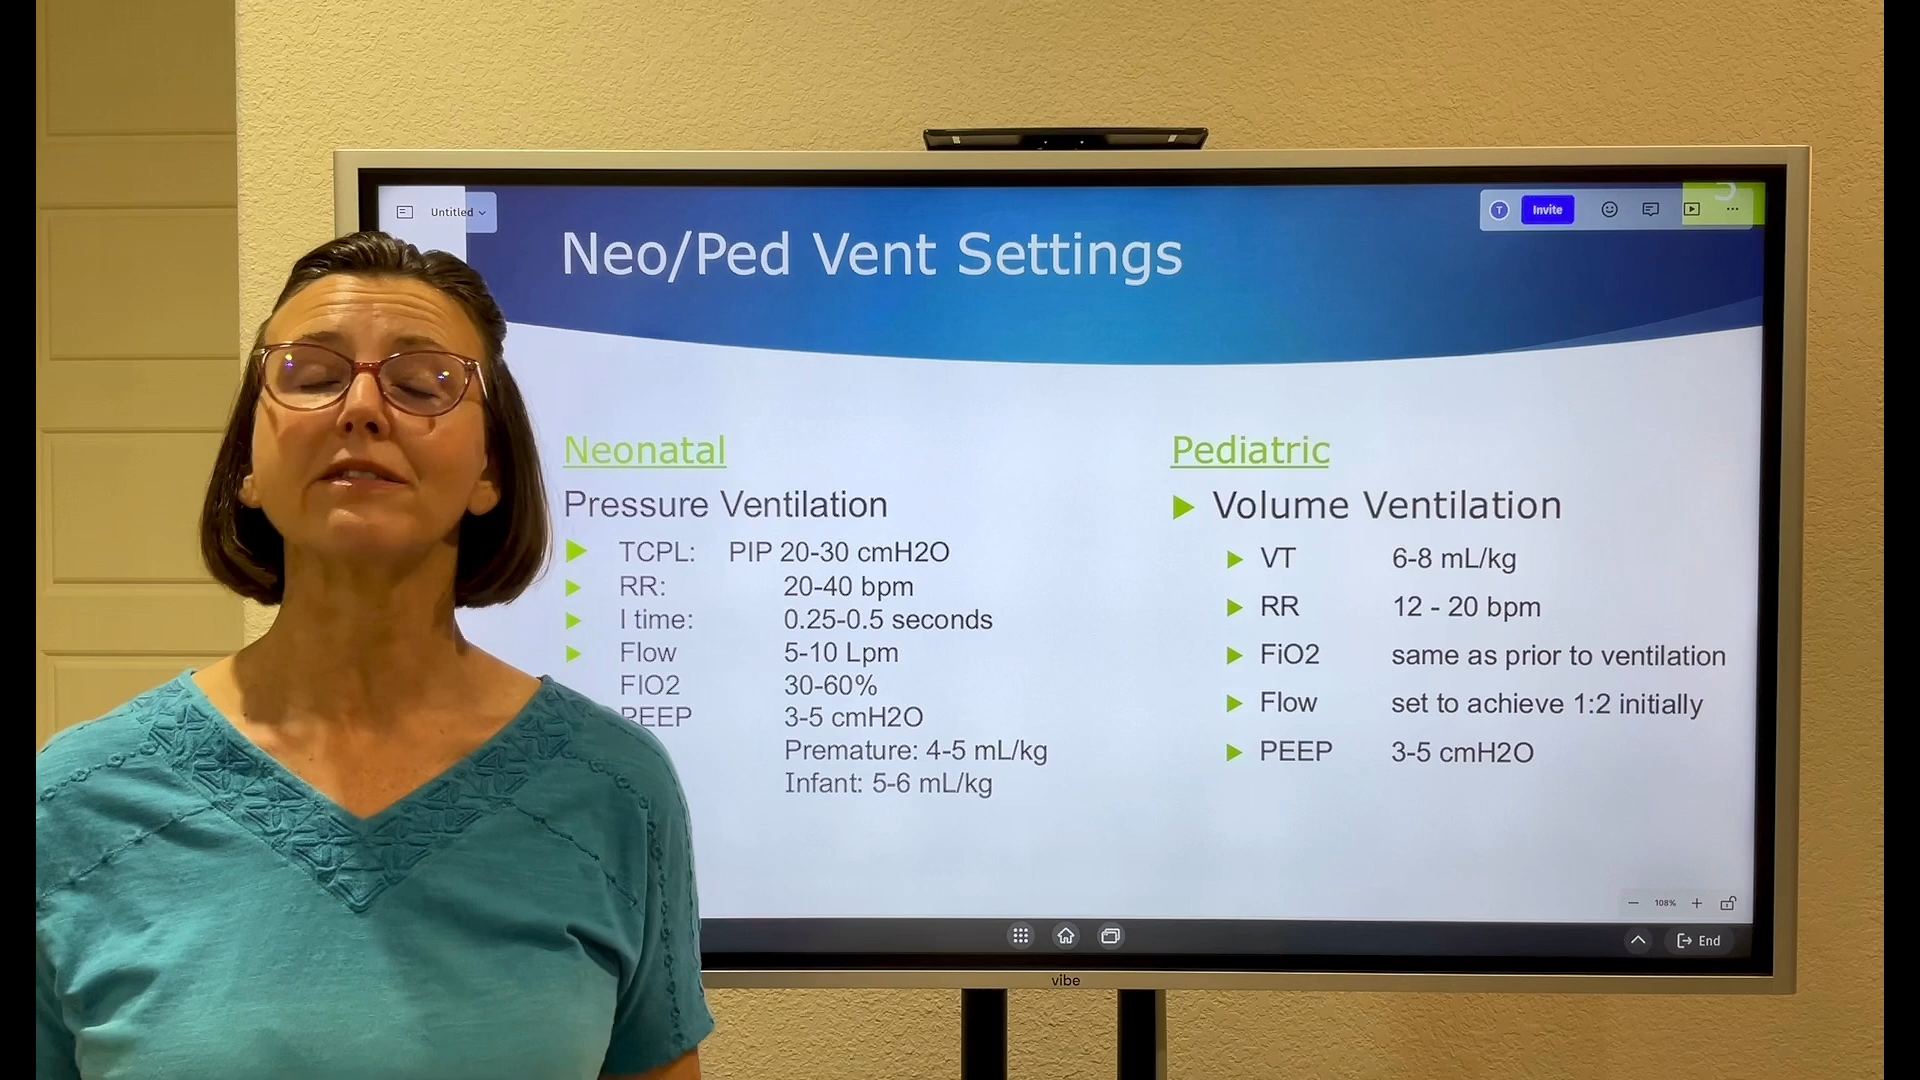 Untitled
T Invite
5
Neo/Ped Vent Settings
Neonatal
Pressure Ventilation
TCPL: PIP 20-30 cmH2O
RR: 20-40 bpm
I time: 0.25-0.5 seconds
Flow 5-10 Lpm
FIO2 30-60%
PEEP 3-5 cmH2O
Premature: 4-5 mL/kg
Infant: 5-6 mL/kg
Pediatric
Volume Ventilation
VT 6-8 mL/kg
RR 12 - 20 bpm
FiO2 same as prior to ventilation
Flow set to achieve 1:2 initially
PEEP 3-5 cmH2O
108%
End
vibe